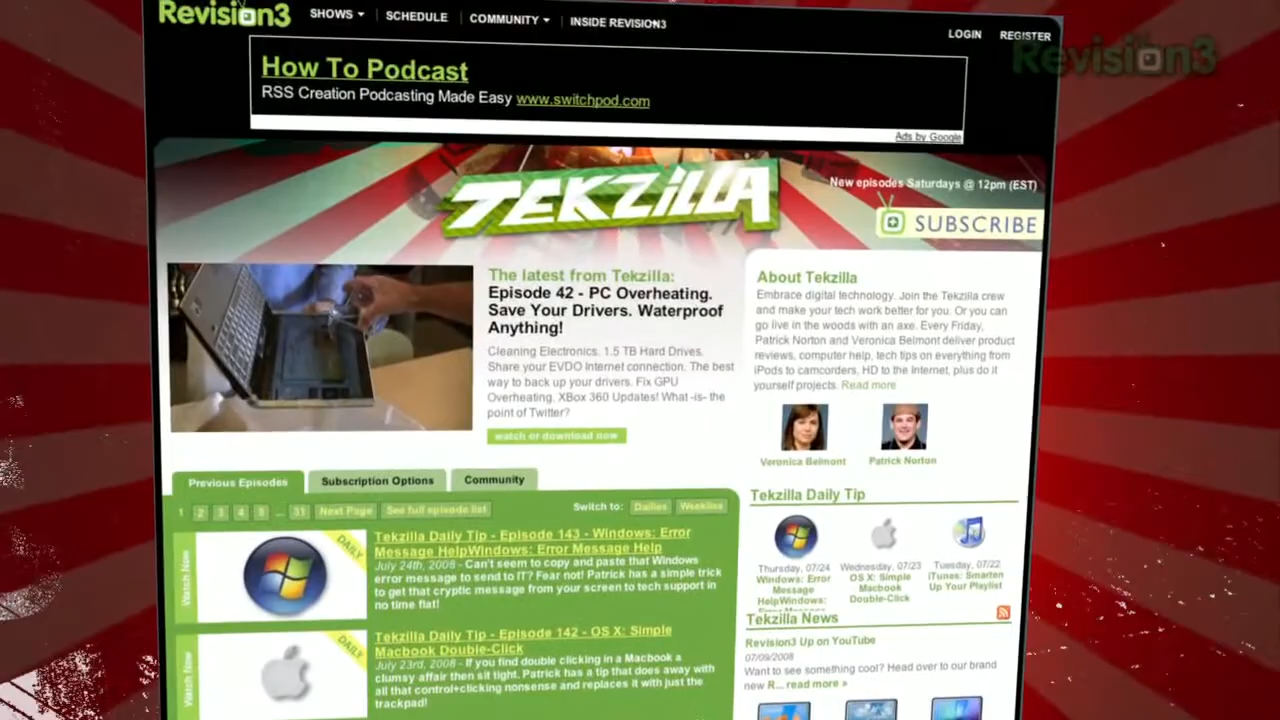 Revision3
SHOWS
SCHEDULE
COMMUNITY
INSIDE REVISION3
LOGIN
REGISTER
Revision3
How To Podcast
RSS Creation Podcasting Made Easy www.switchpod.com
Ads by Google
TEKZILLA
New episodes Saturdays @ 12pm (EST)
SUBSCRIBE
The latest from Tekzilla:
Episode 42 - PC Overheating.
Save Your Drivers. Waterproof
Anything!
Cleaning Electronics. 1.5 TB Hard Drives.
Share your EVDO Internet connection. The best
way to back up your drivers. Fix GPU
Overheating. XBox 360 Updates! What -is- the
point of Twitter?
watch or download now
About Tekzilla
Embrace digital technology. Join the Tekzilla crew
and make your tech work better for you. Or you can
go live in the woods with an axe. Every Friday,
Patrick Norton and Veronica Belmont deliver product
reviews, computer help, tech tips on everything from
iPods to camcorders, HD to the Internet, plus do it
yourself projects. Read more
Veronica Belmont
Patrick Norton
Previous Episodes
Subscription Options
Community
1 2 3 4 5 ... 31 Next Page See full episode list
Switch to: Dailies Weeklies
Watch Now
DAILY
Tekzilla Daily Tip - Episode 143 - Windows: Error
Message HelpWindows: Error Message Help
July 24th, 2008 - Can't seem to copy and paste that Windows
error message to send to IT? Fear not! Patrick has a simple trick
to get that cryptic message from your screen to tech support in
no time flat!
Watch Now
DAILY
Tekzilla Daily Tip - Episode 142 - OS X: Simple
Macbook Double-Click
July 23rd, 2008 - If you find double clicking in a Macbook a
clumsy affair then sit tight. Patrick has a tip that does away with
all that control+clicking nonsense and replaces it with just the
trackpad!
Tekzilla Daily Tip
Thursday, 07/24
Windows: Error
Message
HelpWindows:
Error Message
Wednesday, 07/23
OS X: Simple
Macbook
Double-Click
Tuesday, 07/22
iTunes: Smarten
Up Your Playlist
Tekzilla News
Revision3 Up on YouTube
07/09/2008
Want to see something cool? Head over to our brand
new R... read more »